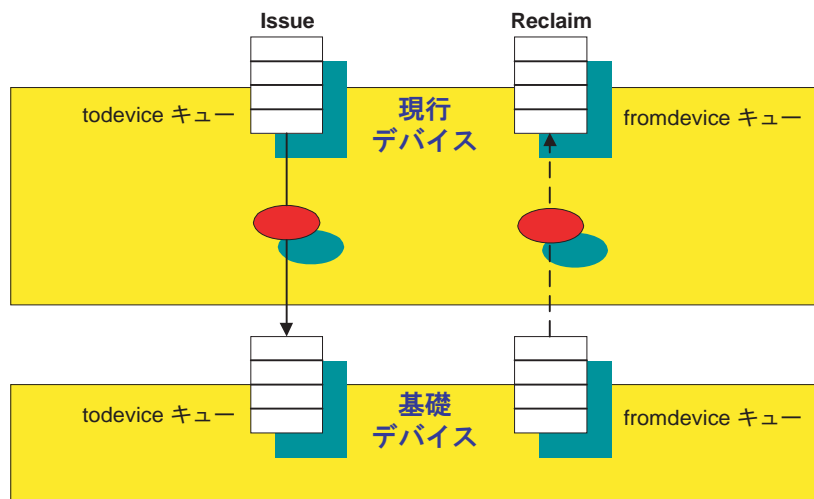 Issue
Reclaim
todevice キュー
現行
デバイス
fromdevice キュー
todevice キュー
基礎
デバイス
fromdevice キュー